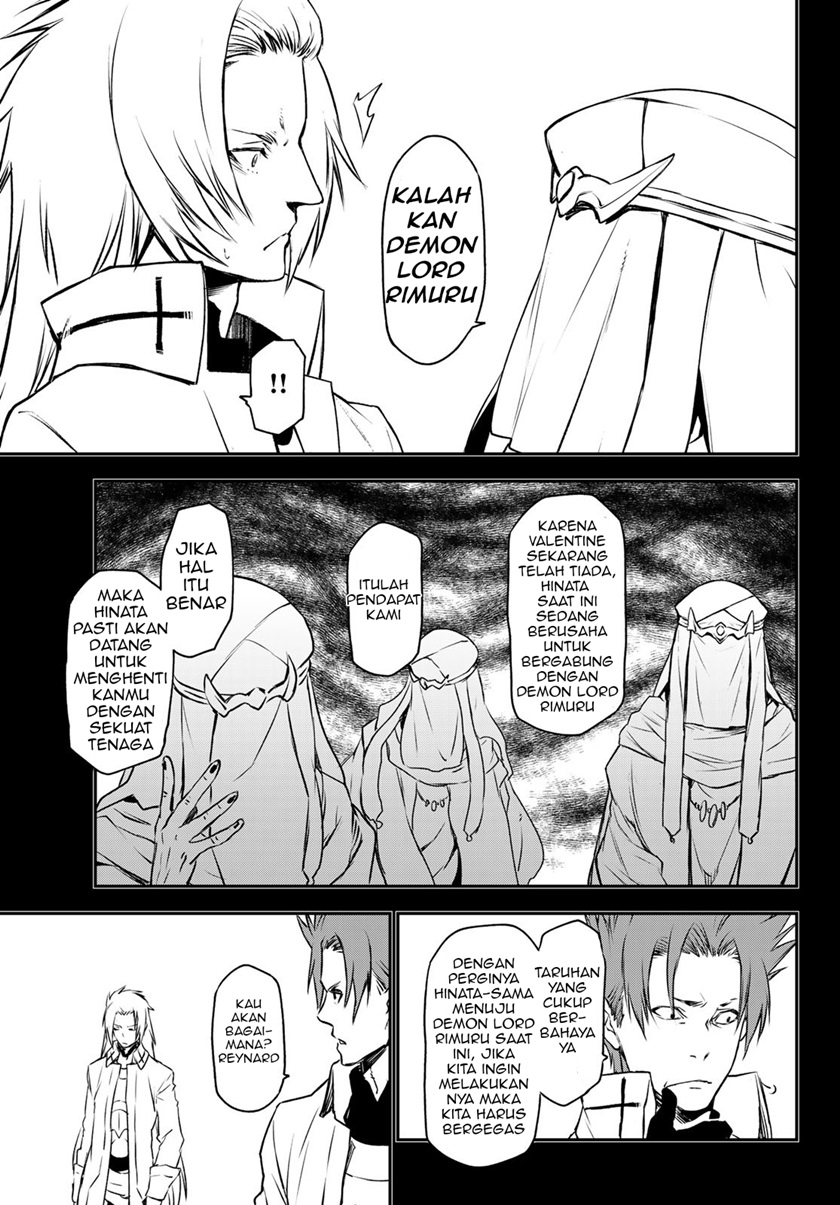 KALAH
KAN
DEMON
LORD
RIMURU
!!
KARENA
VALENTINE
SEKARANG
TELAH TIADA,
HINATA
SAAT INI
SEDANG
BERUSAHA
UNTUK
BERGABUNG
DENGAN
DEMON LORD
RIMURU
ITULAH
PENDAPAT
KAMI
JIKA
HAL
ITU
BENAR
MAKA
HINATA
PASTI AKAN
DATANG
UNTUK
MENGHENTI
KANMU
DENGAN
SEKUAT
TENAGA
TARUHAN
YANG
CUKUP
BER-
BAHAYA
YA
DENGAN
PERGINYA
HINATA-SAMA
MENUJU
DEMON LORD
RIMURU SAAT
INI, JIKA
KITA INGIN
MELAKUKAN
NYA MAKA
KITA HARUS
BERGEGAS
KAU
AKAN
BAGAI-
MANA?
REYNARD